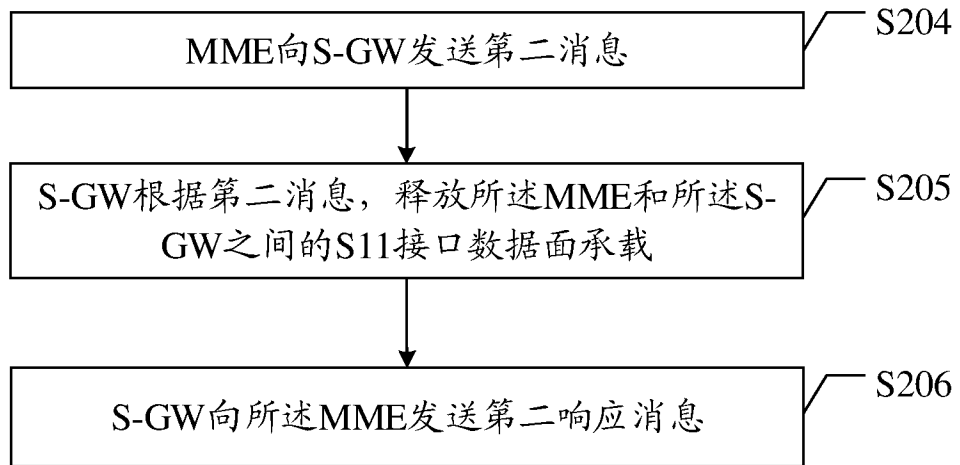 S204
MME向S-GW发送第二消息
S205
S-GW根据第二消息，释放所述MME和所述S-
GW之间的S11接口数据面承载
S206
S-GW向所述MME发送第二响应消息